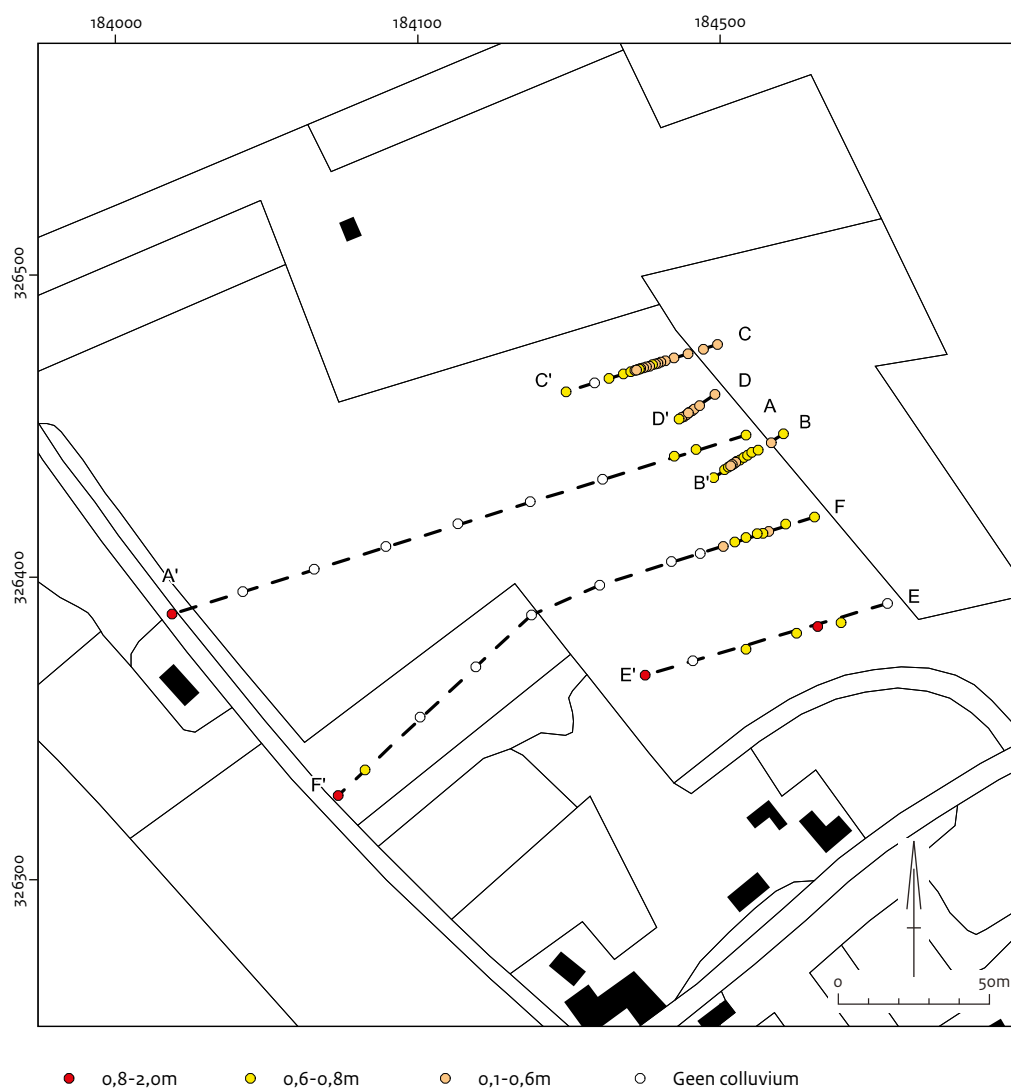 184000 184100 184500
326500
326400
326300
C
C'
D
D'
A
B
B'
F
A'
E
E'
F'
0 50m
0,8-2,0m 0,6-0,8m 0,1-0,6m Geen colluvium